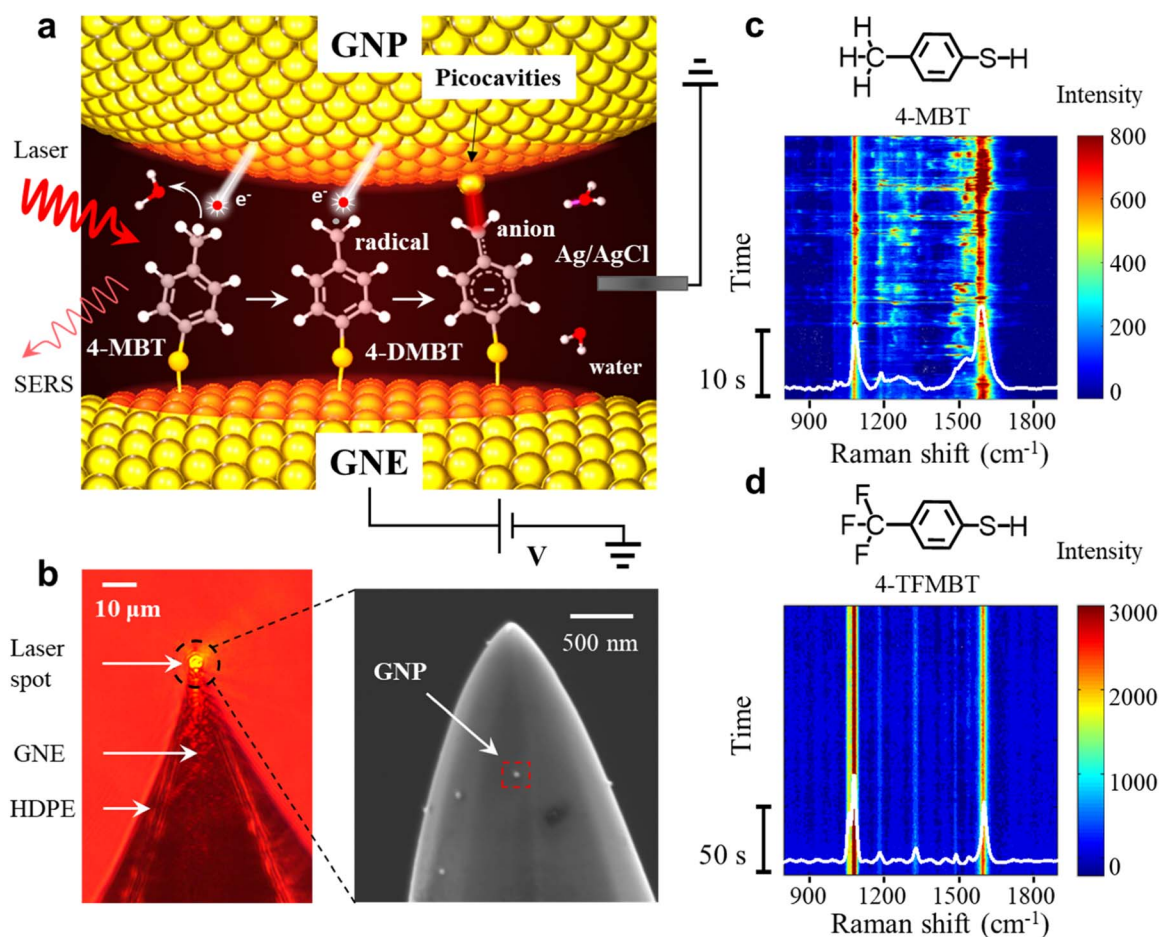 a
GNP
Picocavities
Laser
e-
e-
radical
anion
Ag/AgCl
4-MBT
4-DMBT
SERS
water
GNE
V
b
10 µm
Laser
spot
GNE
HDPE
500 nm
GNP
c
H
H C S-H
H
4-MBT
Intensity
800
600
400
200
0
Time
10 s
900 1200 1500 1800
Raman shift (cm-1)
d
F
F C S-H
F
4-TFMBT
Intensity
3000
2000
1000
0
Time
50 s
900 1200 1500 1800
Raman shift (cm-1)